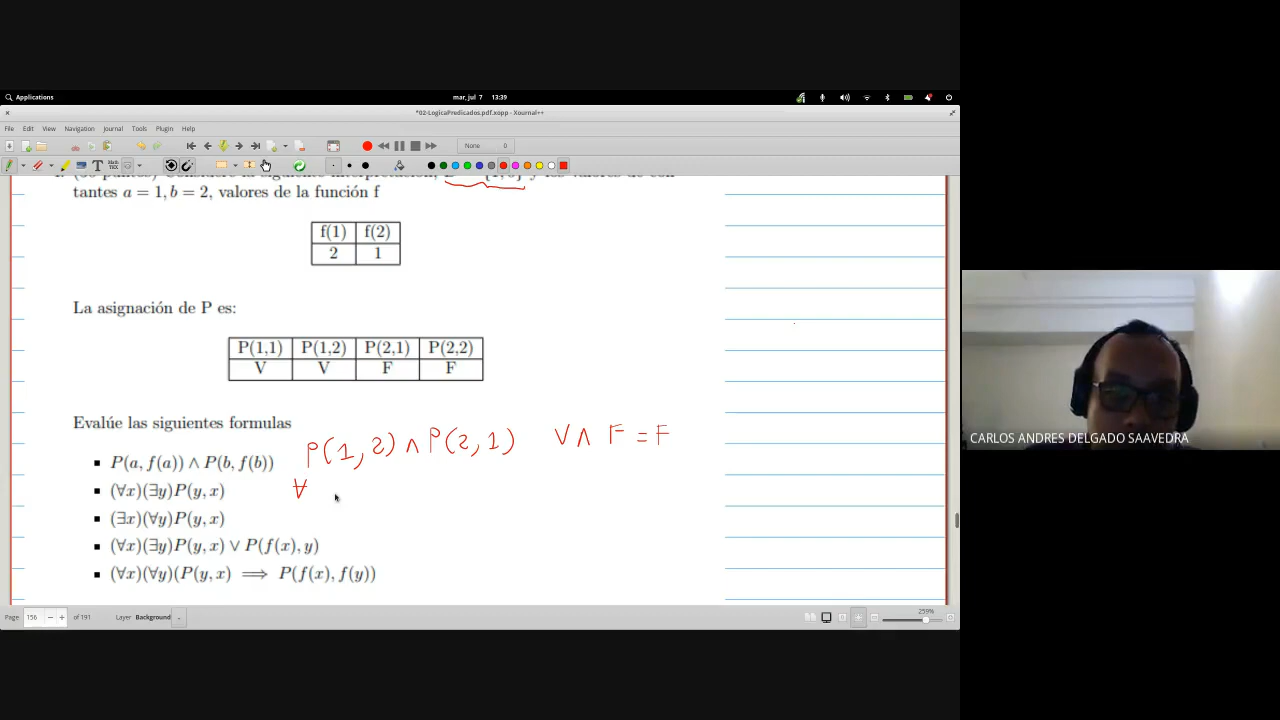 Applications
mar, jul 7 13:39
*02-LogicaPredicados.pdf.xopp - Xournal++
File Edit View Navigation Journal Tools Plugin Help
None 0
tantes a = 1, b = 2, valores de la función f
f(1) f(2)
2 1
La asignación de P es:
P(1,1) P(1,2) P(2,1) P(2,2)
V V F F
Evalúe las siguientes formulas
P(1,2) ∧ P(2,1) V ∧ F = F
▪ P(a, f(a)) ∧ P(b, f(b))
∀
▪ (∀x)(∃y)P(y, x)
▪ (∃x)(∀y)P(y, x)
▪ (∀x)(∃y)P(y, x) ∨ P(f(x), y)
▪ (∀x)(∀y)(P(y, x) ⟹ P(f(x), f(y))
CARLOS ANDRES DELGADO SAAVEDRA
Page 156 of 191 Layer Background
259%